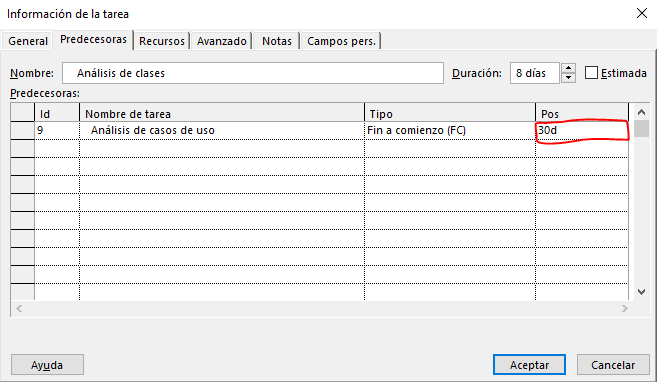 Información de la tarea
General Predecesoras Recursos Avanzado Notas Campos pers.
Nombre: Análisis de clases Duración: 8 días Estimada
Predecesoras:
Id Nombre de tarea Tipo Pos
9 Análisis de casos de uso Fin a comienzo (FC) 30d
Ayuda Aceptar Cancelar